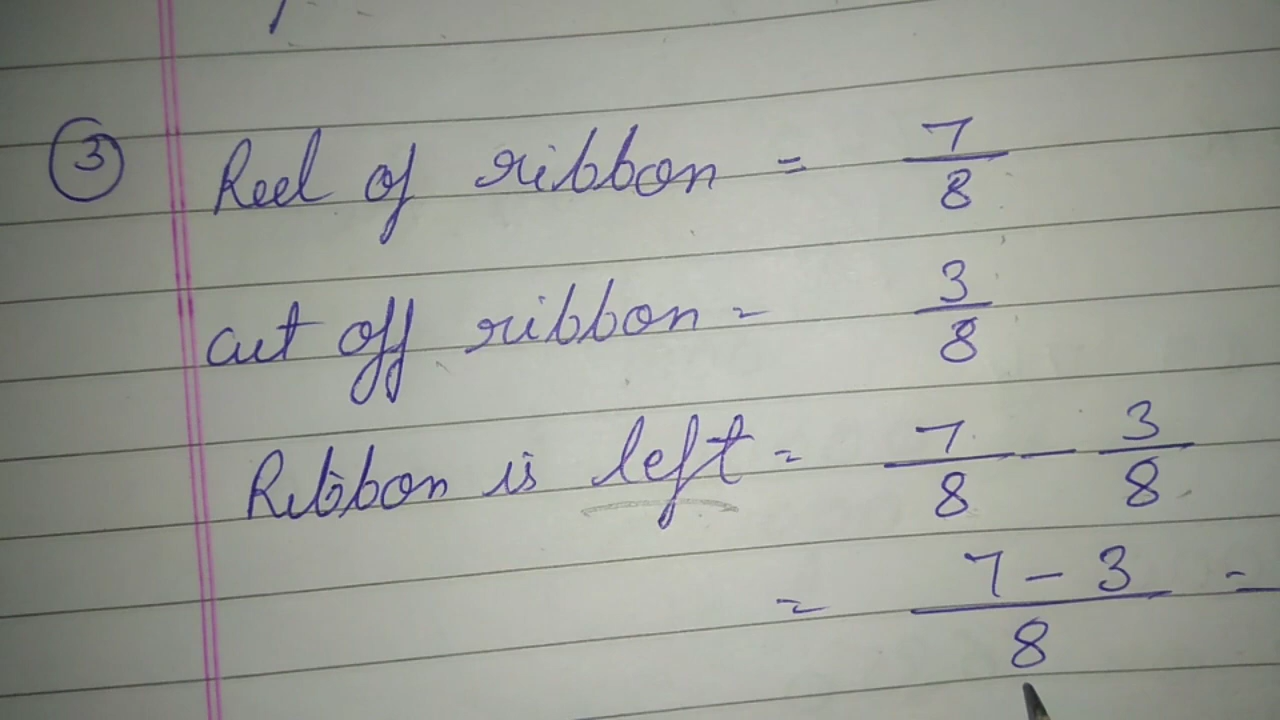 ③ Reel of ribbon = 7/8
cut off ribbon = 3/8
Ribbon is left = 7/8 - 3/8
= 7 - 3/8 =